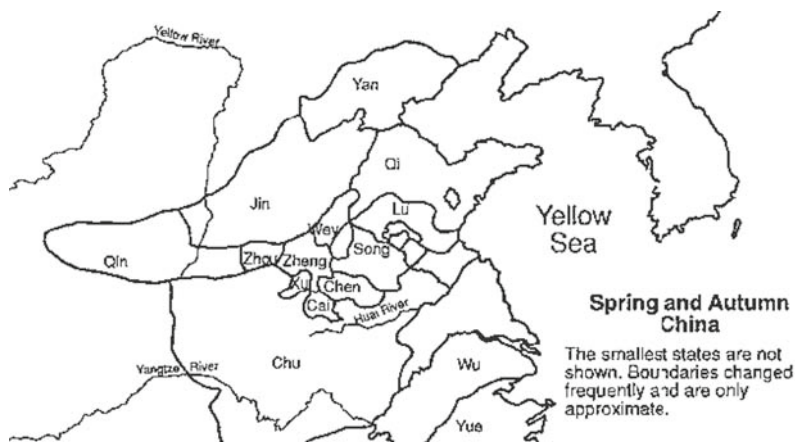 Yellow River
Yan
Qi
Jin
Lu
Wey
Yellow
Sea
Song
Qin
Zhou
Zheng
Xu
Chen
Cai
Huai River
Spring and Autumn
China
The smallest states are not
shown. Boundaries changed
frequently and are only
approximate.
Chu
Wu
Yangtze River
Yue